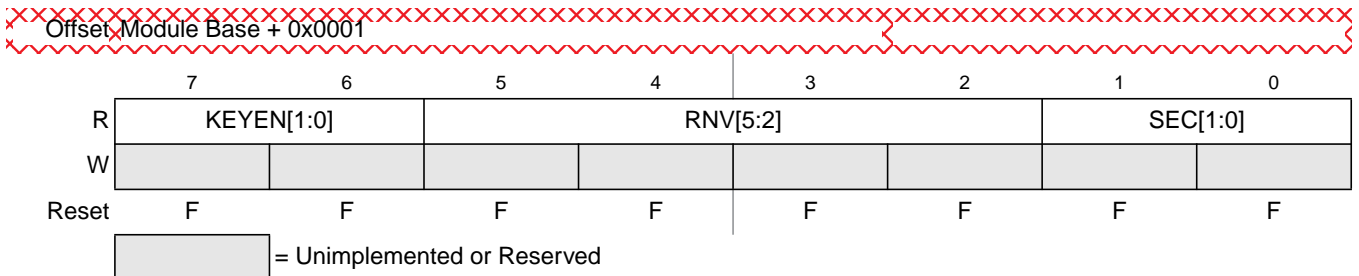 Offset Module Base + 0x0001
7 6 5 4 3 2 1 0
R KEYEN[1:0] RNV[5:2] SEC[1:0]
W
Reset F F F F F F F F
= Unimplemented or Reserved